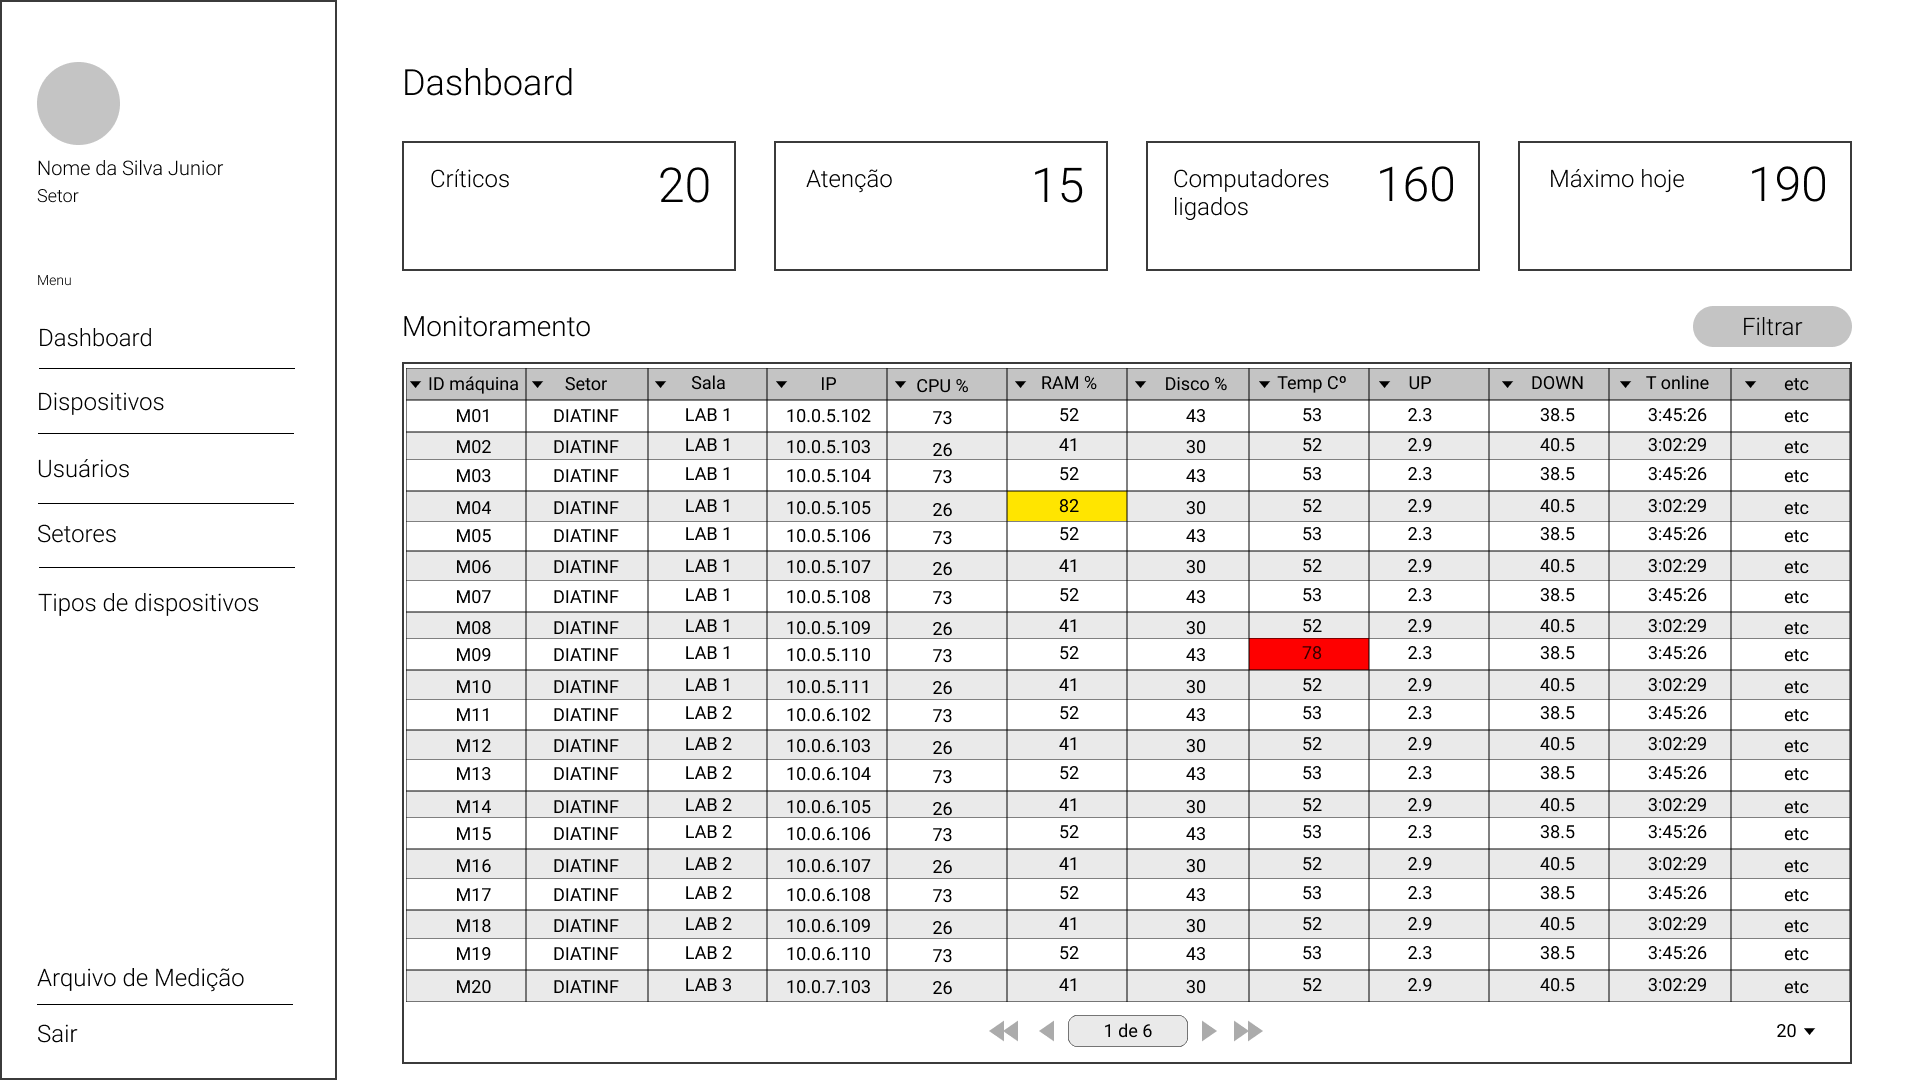 Nome da Silva Junior
Setor
Menu
Dashboard
Dispositivos
Usuários
Setores
Tipos de dispositivos
Arquivo de Medição
Sair
Dashboard
Críticos 20
Atenção 15
Computadores ligados 160
Máximo hoje 190
Monitoramento
Filtrar
ID máquina Setor Sala IP CPU % RAM % Disco % Temp Cº UP DOWN T online etc
M01 DIATINF LAB 1 10.0.5.102 73 52 43 53 2.3 38.5 3:45:26 etc
M02 DIATINF LAB 1 10.0.5.103 26 41 30 52 2.9 40.5 3:02:29 etc
M03 DIATINF LAB 1 10.0.5.104 73 52 43 53 2.3 38.5 3:45:26 etc
M04 DIATINF LAB 1 10.0.5.105 26 82 30 52 2.9 40.5 3:02:29 etc
M05 DIATINF LAB 1 10.0.5.106 73 52 43 53 2.3 38.5 3:45:26 etc
M06 DIATINF LAB 1 10.0.5.107 26 41 30 52 2.9 40.5 3:02:29 etc
M07 DIATINF LAB 1 10.0.5.108 73 52 43 53 2.3 38.5 3:45:26 etc
M08 DIATINF LAB 1 10.0.5.109 26 41 30 52 2.9 40.5 3:02:29 etc
M09 DIATINF LAB 1 10.0.5.110 73 52 43 78 2.3 38.5 3:45:26 etc
M10 DIATINF LAB 1 10.0.5.111 26 41 30 52 2.9 40.5 3:02:29 etc
M11 DIATINF LAB 2 10.0.6.102 73 52 43 53 2.3 38.5 3:45:26 etc
M12 DIATINF LAB 2 10.0.6.103 26 41 30 52 2.9 40.5 3:02:29 etc
M13 DIATINF LAB 2 10.0.6.104 73 52 43 53 2.3 38.5 3:45:26 etc
M14 DIATINF LAB 2 10.0.6.105 26 41 30 52 2.9 40.5 3:02:29 etc
M15 DIATINF LAB 2 10.0.6.106 73 52 43 53 2.3 38.5 3:45:26 etc
M16 DIATINF LAB 2 10.0.6.107 26 41 30 52 2.9 40.5 3:02:29 etc
M17 DIATINF LAB 2 10.0.6.108 73 52 43 53 2.3 38.5 3:45:26 etc
M18 DIATINF LAB 2 10.0.6.109 26 41 30 52 2.9 40.5 3:02:29 etc
M19 DIATINF LAB 2 10.0.6.110 73 52 43 53 2.3 38.5 3:45:26 etc
M20 DIATINF LAB 3 10.0.7.103 26 41 30 52 2.9 40.5 3:02:29 etc
1 de 6
20